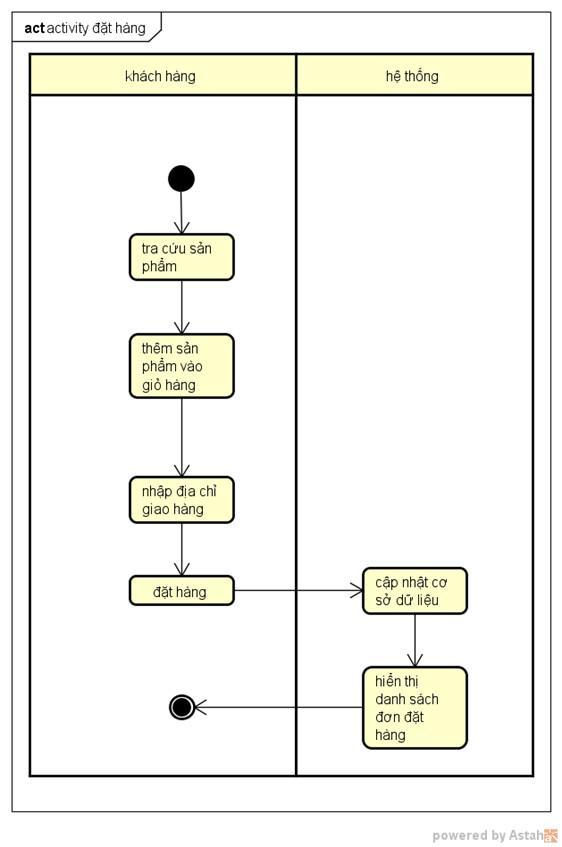 act activity đặt hàng
khách hàng
hệ thống
tra cứu sản
phẩm
thêm sản
phẩm vào
giỏ hàng
nhập địa chỉ
giao hàng
đặt hàng
cập nhật cơ
sở dữ liệu
hiển thị
danh sách
đơn đặt
hàng
powered by Astah